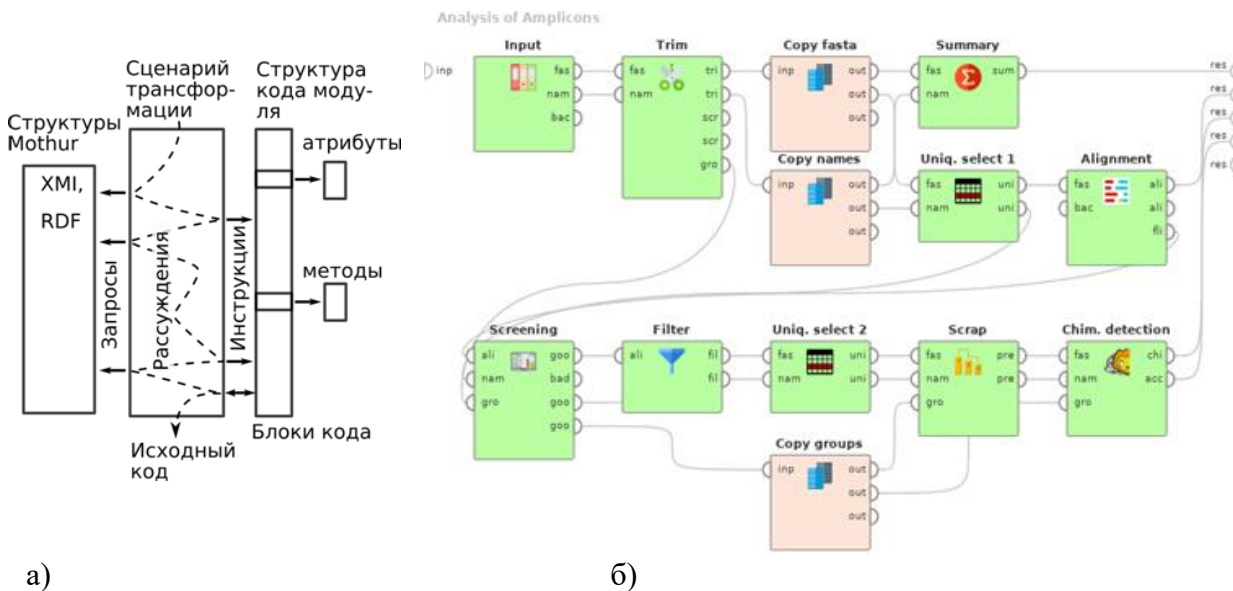 Сценарий
трансфор-
мации
Структура
кода моду-
ля
Структуры
Mothur
XMI,
RDF
Запросы
Рассуждения
Инструкции
атрибуты
методы
Блоки кода
Исходный
код
а)
Analysis of Amplicons
inp
Input
fas
nam
bac
Trim
fas
nam
tri
tri
scr
scr
gro
Copy fasta
inp
out
out
out
Summary
fas
nam
sum
res
res
res
res
res
Copy names
inp
out
out
out
Uniq. select 1
fas
nam
uni
uni
Alignment
fas
bac
ali
ali
fli
Screening
ali
nam
gro
goo
bad
goo
goo
Filter
ali
fil
fil
Uniq. select 2
fas
nam
uni
uni
Scrap
fas
nam
gro
pre
pre
Chim. detection
fas
nam
gro
chi
acc
Copy groups
inp
out
out
out
б)